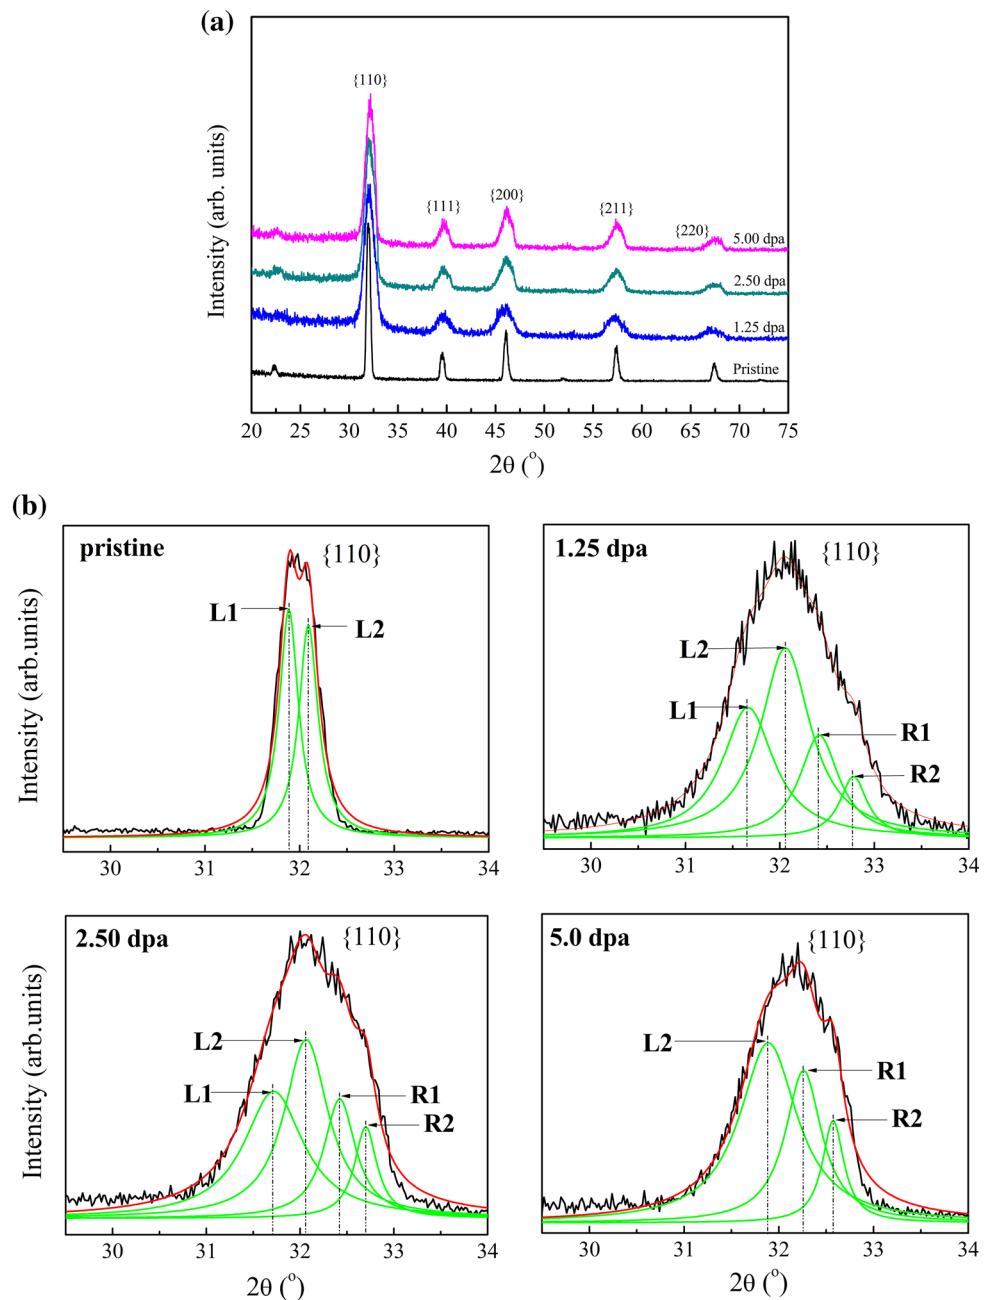 (a)
Intensity (arb. units)
{110}
{111}
{200}
{211}
{220}
5.00 dpa
2.50 dpa
1.25 dpa
Pristine
20 25 30 35 40 45 50 55 60 65 70 75
2θ (°)
(b)
Intensity (arb.units)
pristine
{110}
L1
L2
30 31 32 33 34
1.25 dpa
{110}
L2
L1
R1
R2
30 31 32 33 34
Intensity (arb.units)
2.50 dpa
{110}
L2
L1
R1
R2
30 31 32 33 34
2θ (°)
5.0 dpa
{110}
L2
R1
R2
30 31 32 33 34
2θ (°)